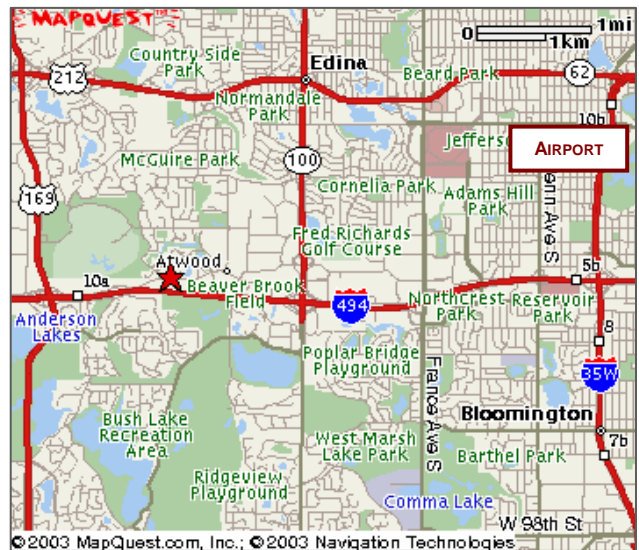 MAPQUEST
0 1mi
1km
Country Side
Park
Edina
212
Beard Park
62
Normandale
Park
10b
AIRPORT
Jeffers
McGuire Park
100
169
Cornelia Park
Adams Hill
Park
enn Ave S
Fred Richards
Golf Course
Atwood
10a
Beaver Brook
Field
5b
494
Northcrest
Park
Reservoir
Park
Anderson
Lakes
8
Poplar Bridge
Playground
France Ave S
35W
Bush Lake
Recreation
Area
Bloomington
West Marsh
Lake Park
7b
Barthel Park
Ridgeview
Playground
Comma Lake
W 98th St
©2003 MapQuest.com, Inc.; ©2003 Navigation Technologies